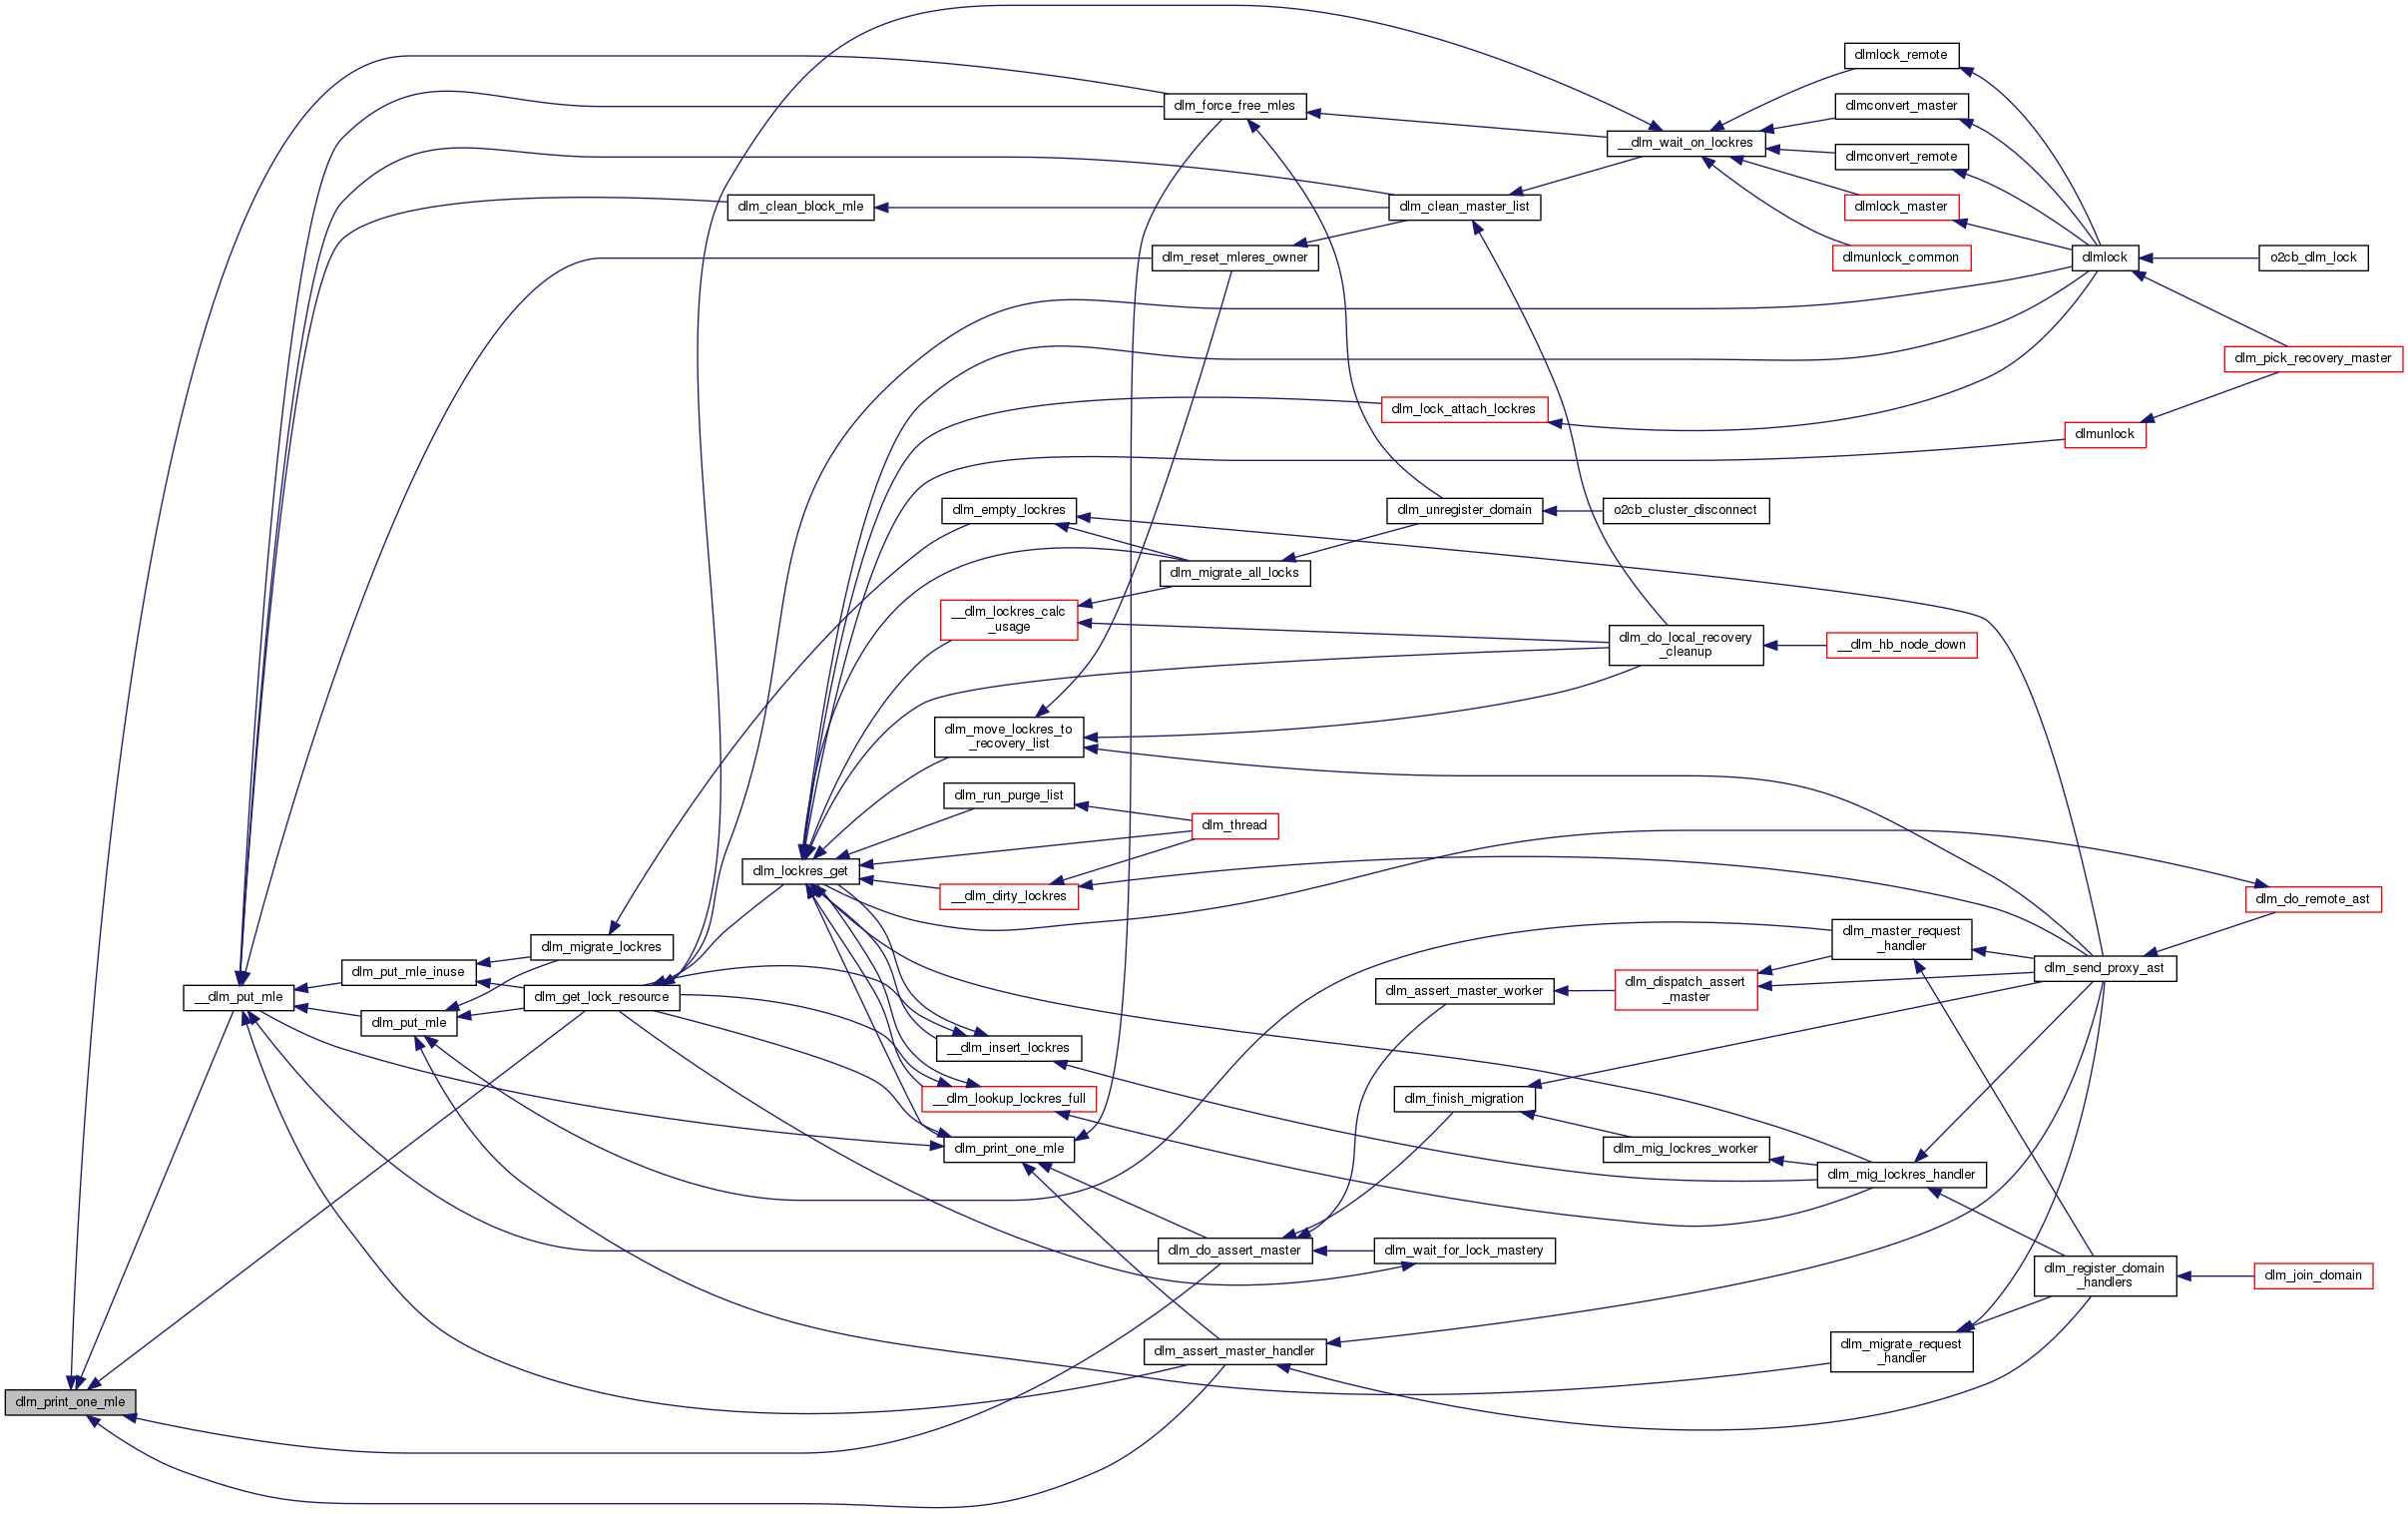 dlmlock_remote
dlm_force_free_mles
dlmconvert_master
__dlm_wait_on_lockres
dlmconvert_remote
dlm_clean_block_mle
dlm_clean_master_list
dlmlock_master
dlm_reset_mleres_owner
dlmunlock_common
dlmlock
o2cb_dlm_lock
dlm_pick_recovery_master
dlm_lock_attach_lockres
dlmunlock
dlm_empty_lockres
dlm_unregister_domain
o2cb_cluster_disconnect
dlm_migrate_all_locks
__dlm_lockres_calc
_usage
dlm_do_local_recovery
_cleanup
__dlm_hb_node_down
dlm_move_lockres_to
_recovery_list
dlm_run_purge_list
dlm_thread
dlm_lockres_get
__dlm_dirty_lockres
dlm_do_remote_ast
dlm_migrate_lockres
dlm_master_request
_handler
dlm_put_mle_inuse
dlm_send_proxy_ast
__dlm_put_mle
dlm_get_lock_resource
dlm_assert_master_worker
dlm_dispatch_assert
_master
dlm_put_mle
__dlm_insert_lockres
__dlm_lookup_lockres_full
dlm_finish_migration
dlm_print_one_mle
dlm_mig_lockres_worker
dlm_mig_lockres_handler
dlm_do_assert_master
dlm_wait_for_lock_mastery
dlm_register_domain
_handlers
dlm_join_domain
dlm_assert_master_handler
dlm_migrate_request
_handler
dlm_print_one_mle